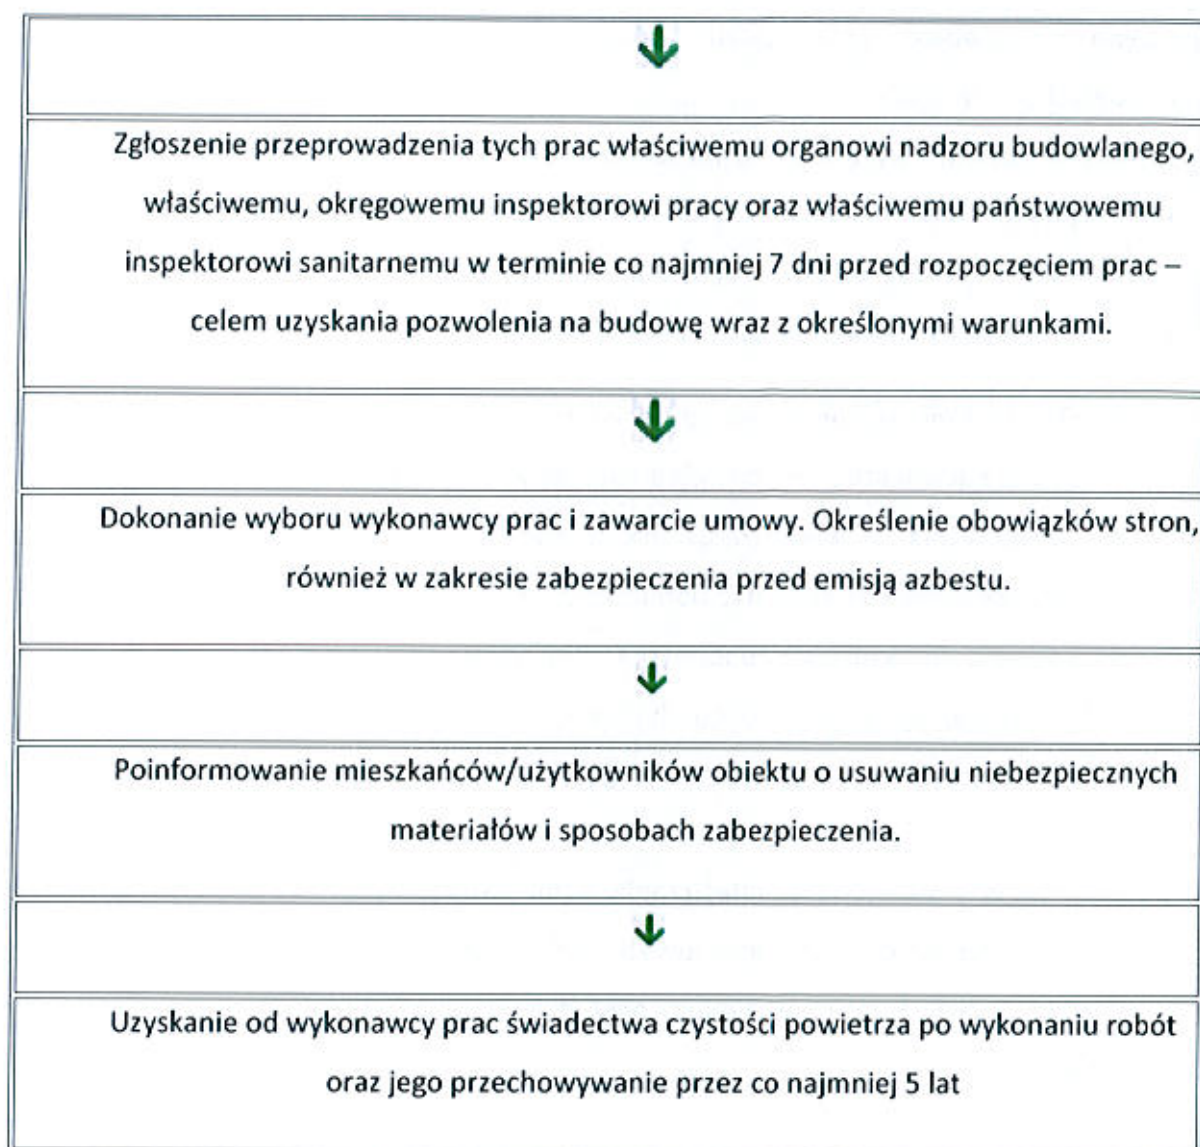 Zgłoszenie przeprowadzenia tych prac właściwemu organowi nadzoru budowlanego,
właściwemu, okręgowemu inspektorowi pracy oraz właściwemu państwowemu
inspektorowi sanitarnemu w terminie co najmniej 7 dni przed rozpoczęciem prac –
celem uzyskania pozwolenia na budowę wraz z określonymi warunkami.
Dokonanie wyboru wykonawcy prac i zawarcie umowy. Określenie obowiązków stron,
również w zakresie zabezpieczenia przed emisją azbestu.
Poinformowanie mieszkańców/użytkowników obiektu o usuwaniu niebezpiecznych
materiałów i sposobach zabezpieczenia.
Uzyskanie od wykonawcy prac świadectwa czystości powietrza po wykonaniu robót
oraz jego przechowywanie przez co najmniej 5 lat